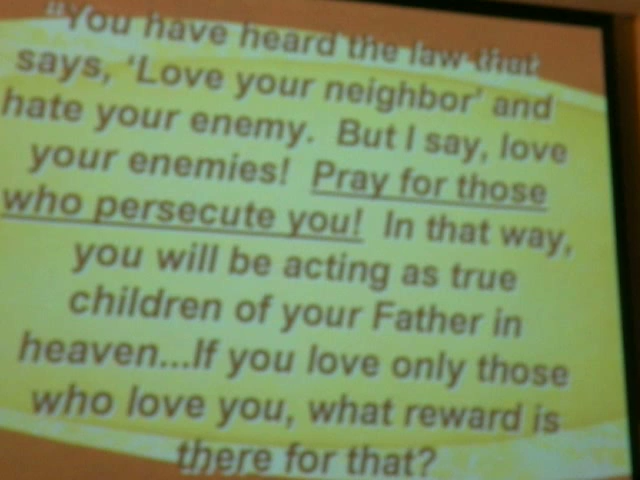 "You have heard the law that
says, 'Love your neighbor' and
hate your enemy. But I say, love
your enemies! Pray for those
who persecute you! In that way,
you will be acting as true
children of your Father in
heaven...If you love only those
who love you, what reward is
there for that?